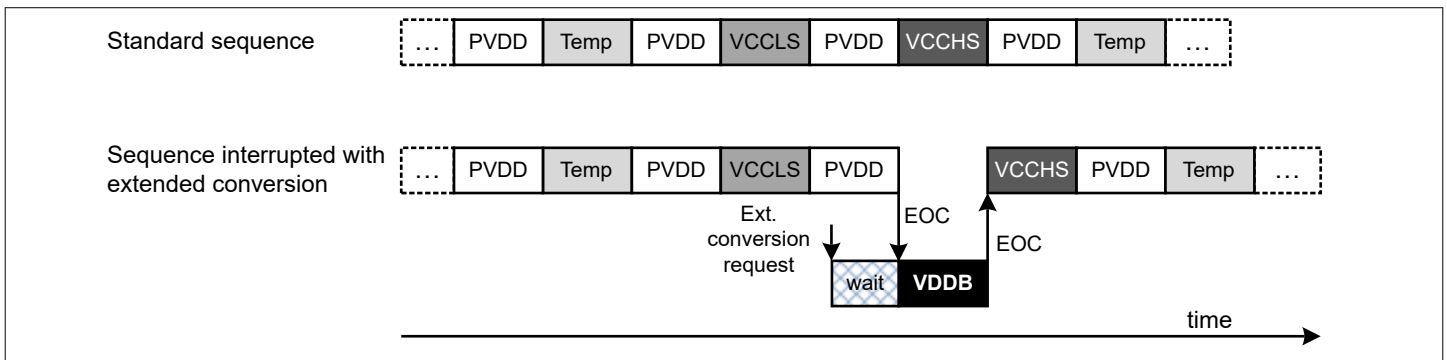 Standard sequence
… PVDD Temp PVDD VCCLS PVDD VCCHS PVDD Temp …
Sequence interrupted with
extended conversion
… PVDD Temp PVDD VCCLS PVDD VCCHS PVDD Temp …
Ext.
conversion
request
EOC
EOC
wait VDDB
time